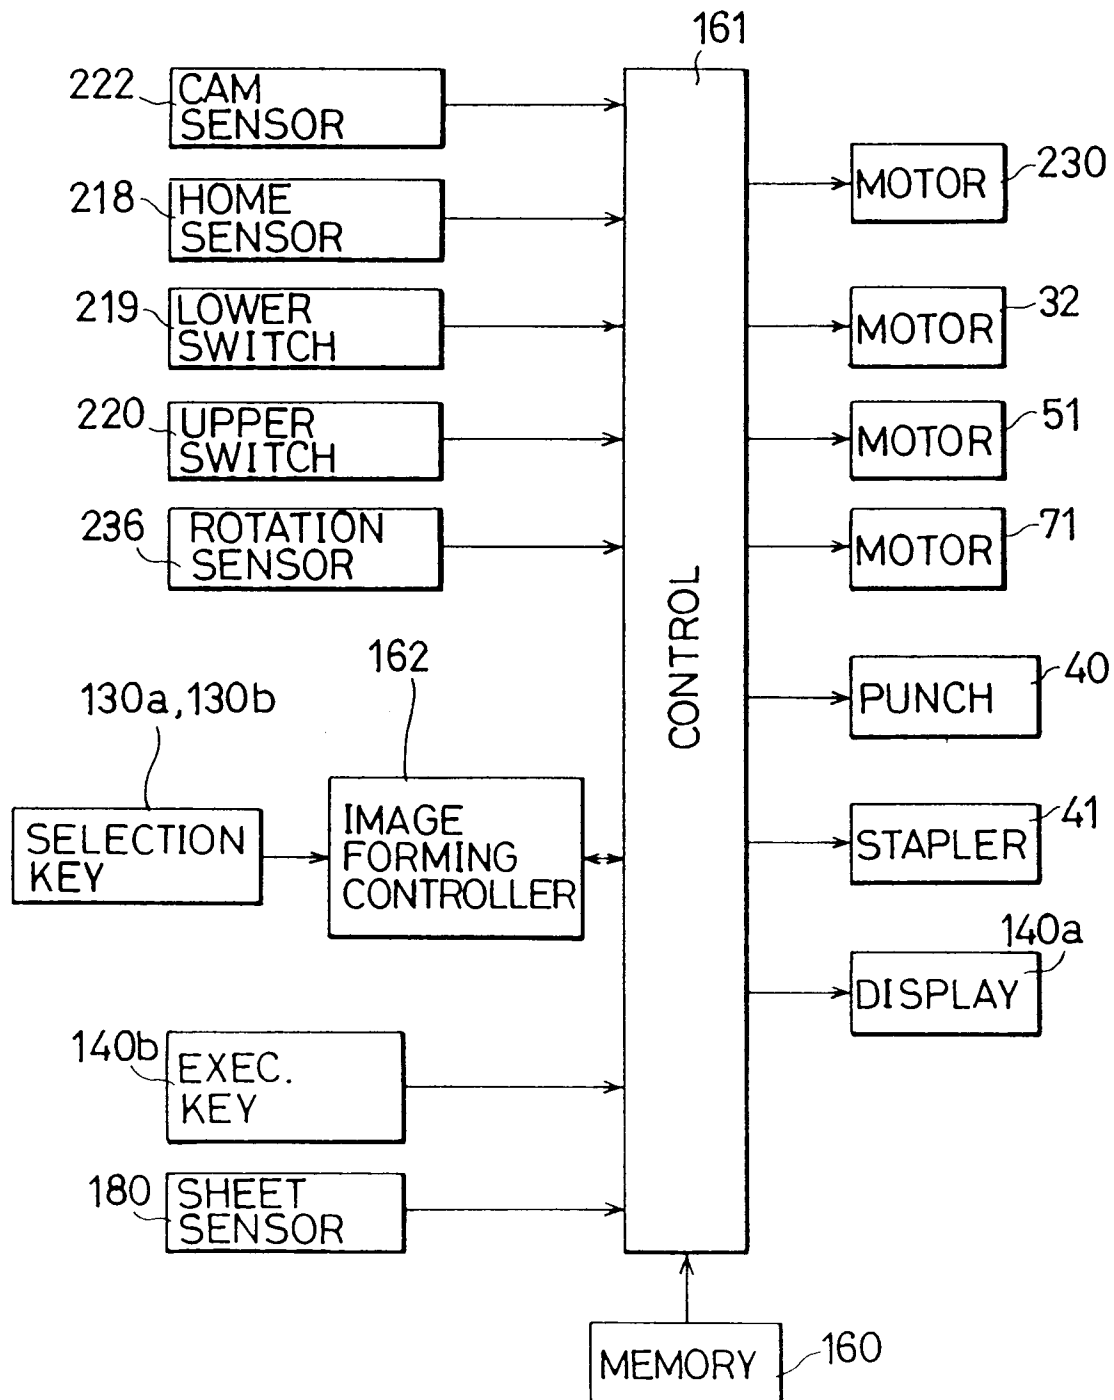 161
222
CAM
SENSOR
218
HOME
SENSOR
219
LOWER
SWITCH
220
UPPER
SWITCH
236
ROTATION
SENSOR
162
130a, 130b
SELECTION
KEY
IMAGE
FORMING
CONTROLLER
140b
EXEC.
KEY
180
SHEET
SENSOR
CONTROL
MOTOR
230
MOTOR
32
MOTOR
51
MOTOR
71
PUNCH
40
STAPLER
41
140a
DISPLAY
MEMORY
160